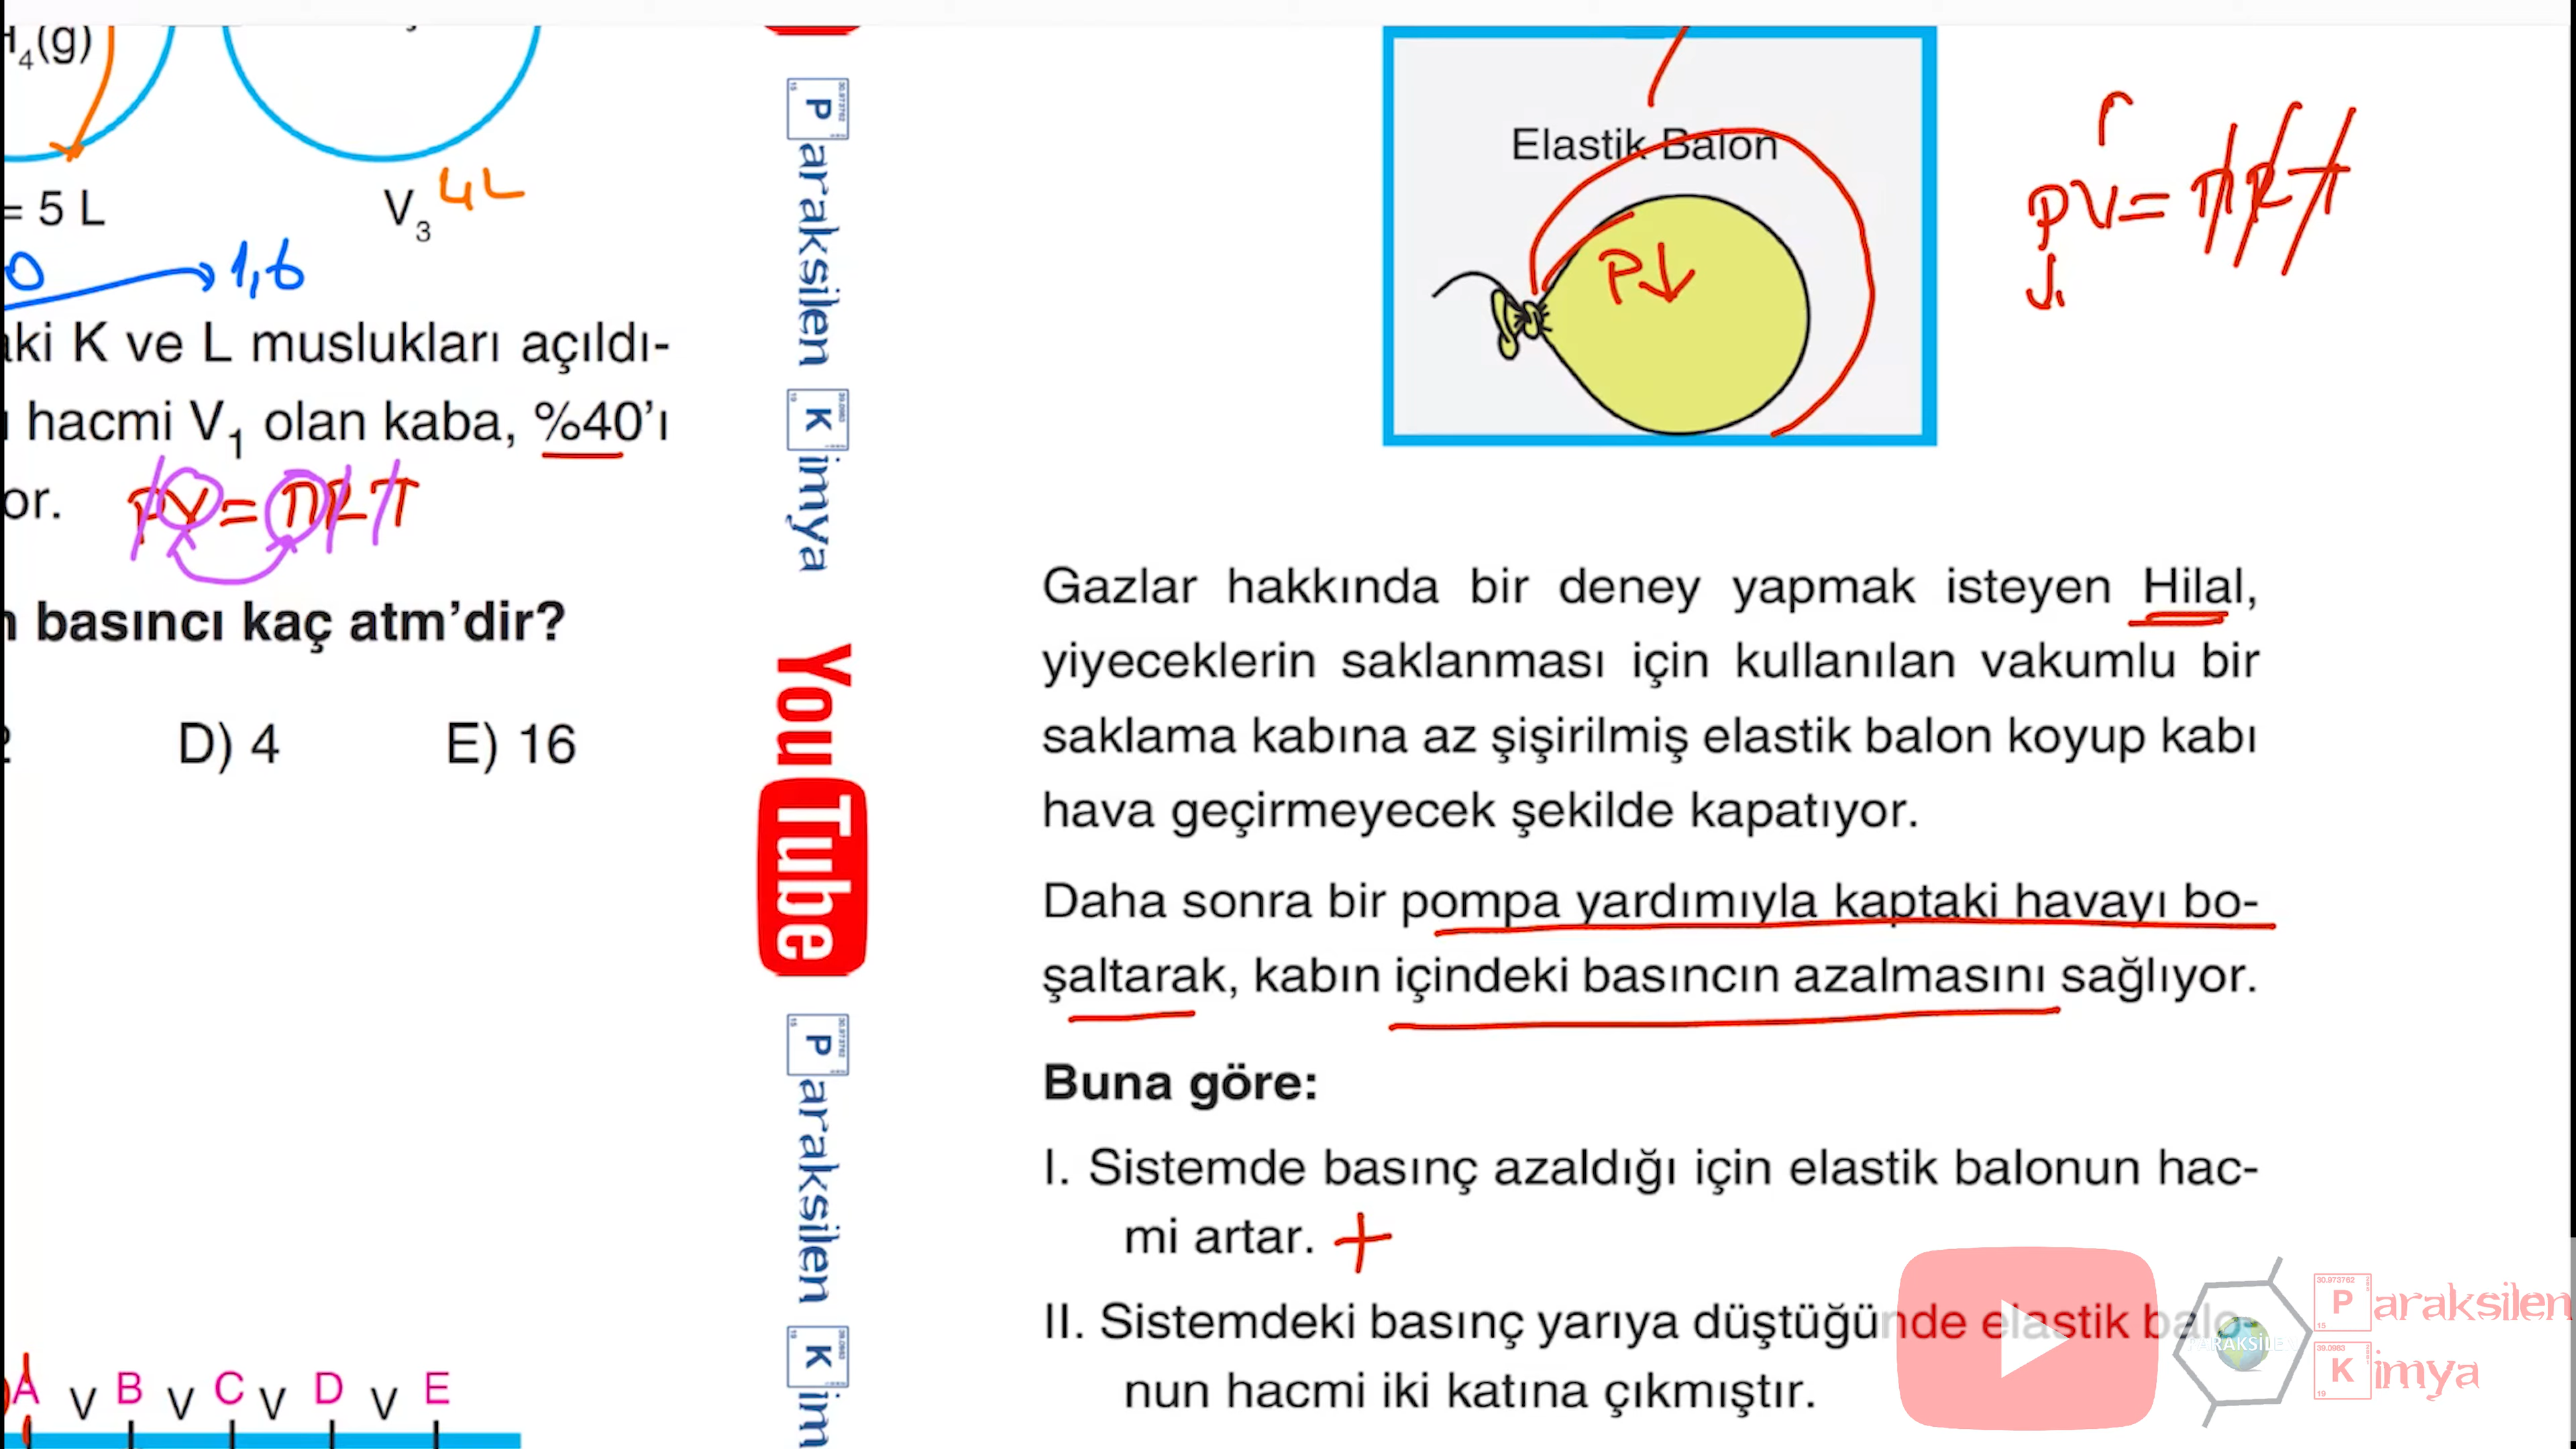 H₄(g)
= 5 L
V₃ 4L
0 → 1,6
ki K ve L muslukları açıldı-
hacmi V₁ olan kaba, %40'ı
or. PV = nRT
basıncı kaç atm'dir?
D) 4 E) 16
A V B V C V D V E
Paraksilen Kimya YouTube Paraksilen Kim
Elastik Balon
P↓
PV = nRT
Gazlar hakkında bir deney yapmak isteyen Hilal,
yiyeceklerin saklanması için kullanılan vakumlu bir
saklama kabına az şişirilmiş elastik balon koyup kabı
hava geçirmeyecek şekilde kapatıyor.
Daha sonra bir pompa yardımıyla kaptaki havayı bo-
şaltarak, kabın içindeki basıncın azalmasını sağlıyor.
Buna göre:
I. Sistemde basınç azaldığı için elastik balonun hac-
mi artar. +
II. Sistemdeki basınç yarıya düştüğünde elastik balo-
nun hacmi iki katına çıkmıştır.
Paraksilen
Kimya